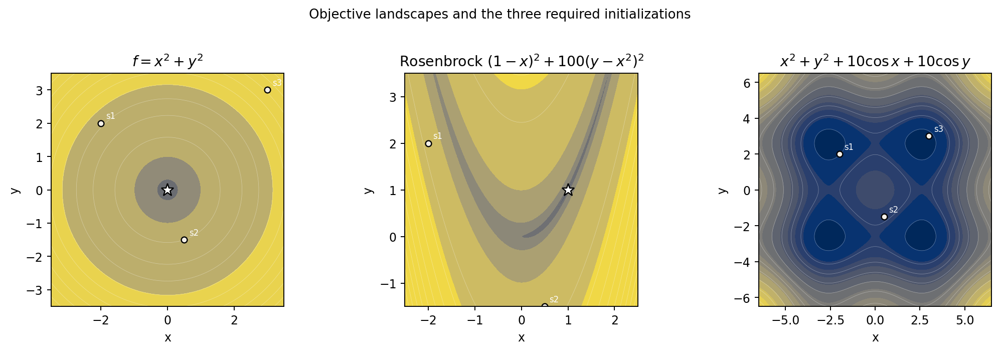 Objective landscapes and the three required initializations
f = x² + y²
3
2
1
0
−1
−2
−3
y
s1
s2
s3
−2
0
2
x
Rosenbrock (1 − x)² + 100(y − x²)²
3
2
1
0
−1
y
s1
s2
−2
−1
0
1
2
x
x² + y² + 10cos x + 10cos y
6
4
2
0
−2
−4
−6
y
s3
s1
s2
−5.0
−2.5
0.0
2.5
5.0
x